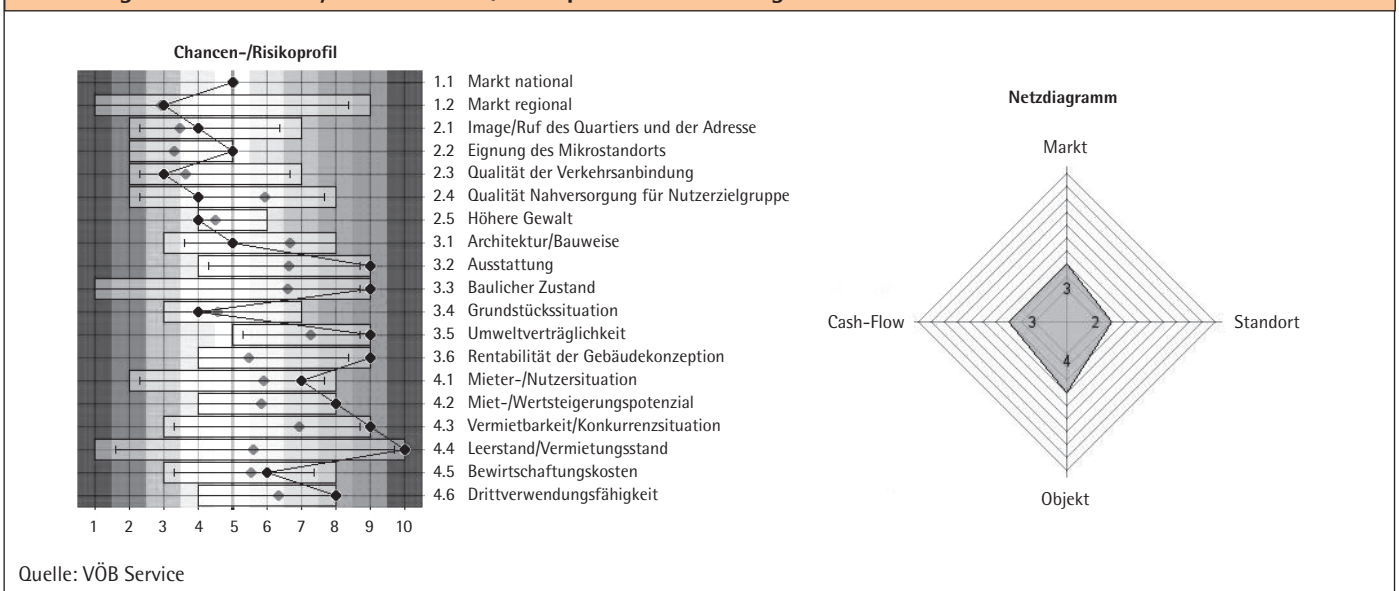 Chancen-/Risikoprofil
1.1 Markt national
1.2 Markt regional
2.1 Image/Ruf des Quartiers und der Adresse
2.2 Eignung des Mikrostandorts
2.3 Qualität der Verkehrsanbindung
2.4 Qualität Nahversorgung für Nutzerzielgruppe
2.5 Höhere Gewalt
3.1 Architektur/Bauweise
3.2 Ausstattung
3.3 Baulicher Zustand
3.4 Grundstückssituation
3.5 Umweltverträglichkeit
3.6 Rentabilität der Gebäudekonzeption
4.1 Mieter-/Nutzersituation
4.2 Miet-/Wertsteigerungspotenzial
4.3 Vermietbarkeit/Konkurrenzsituation
4.4 Leerstand/Vermietungsstand
4.5 Bewirtschaftungskosten
4.6 Drittverwendungsfähigkeit
1 2 3 4 5 6 7 8 9 10
Netzdiagramm
Markt
3
Cash-Flow 3 2 Standort
4
Objekt
Quelle: VÖB Service